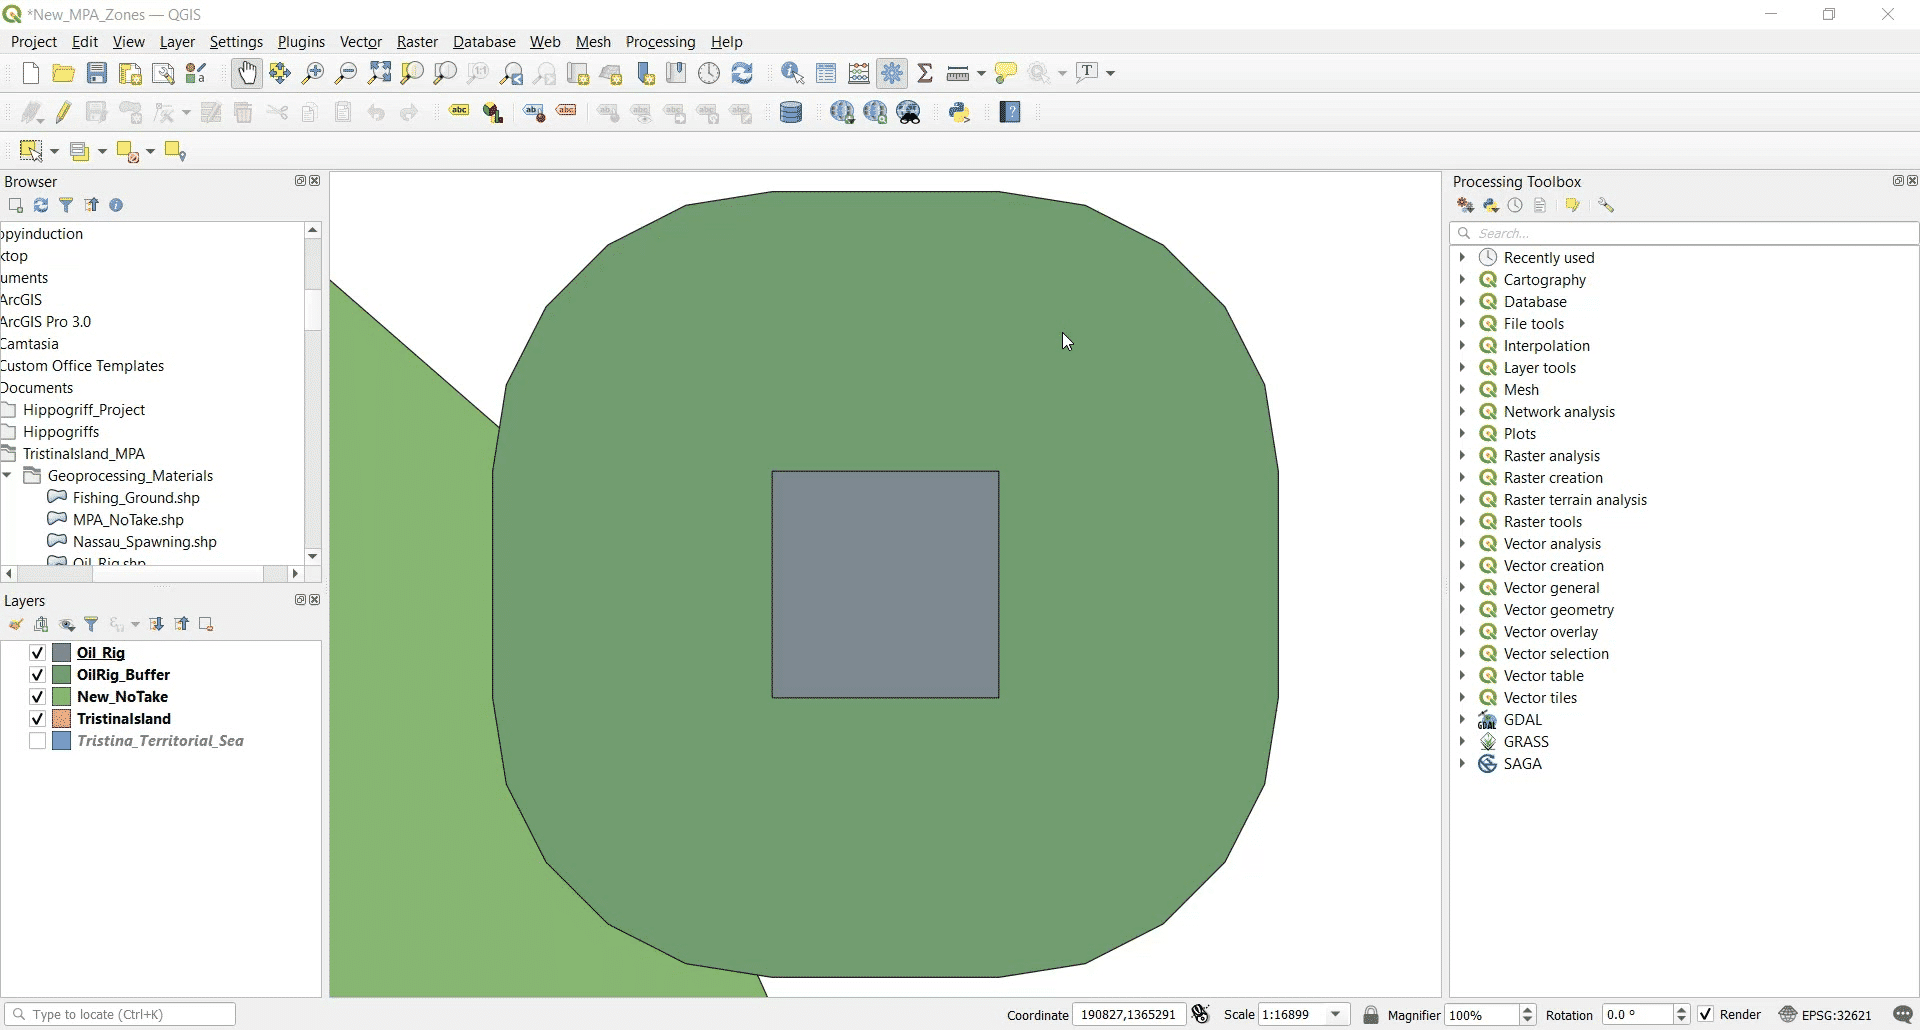 *New_MPA_Zones — QGIS
Project Edit View Layer Settings Plugins Vector Raster Database Web Mesh Processing Help
Browser
opyinduction
ktop
uments
ArcGIS
ArcGIS Pro 3.0
Camtasia
Custom Office Templates
Documents
Hippogriff_Project
Hippogriffs
TristinaIsland_MPA
Geoprocessing_Materials
Fishing_Ground.shp
MPA_NoTake.shp
Nassau_Spawning.shp
Oil_Rig.shp
Layers
Oil_Rig
OilRig_Buffer
New_NoTake
TristinaIsland
Tristina_Territorial_Sea
Processing Toolbox
Search...
Recently used
Cartography
Database
File tools
Interpolation
Layer tools
Mesh
Network analysis
Plots
Raster analysis
Raster creation
Raster terrain analysis
Raster tools
Vector analysis
Vector creation
Vector general
Vector geometry
Vector overlay
Vector selection
Vector table
Vector tiles
GDAL
GRASS
SAGA
Type to locate (Ctrl+K) Coordinate 190827,1365291 Scale 1:16899 Magnifier 100% Rotation 0.0 ° Render EPSG:32621